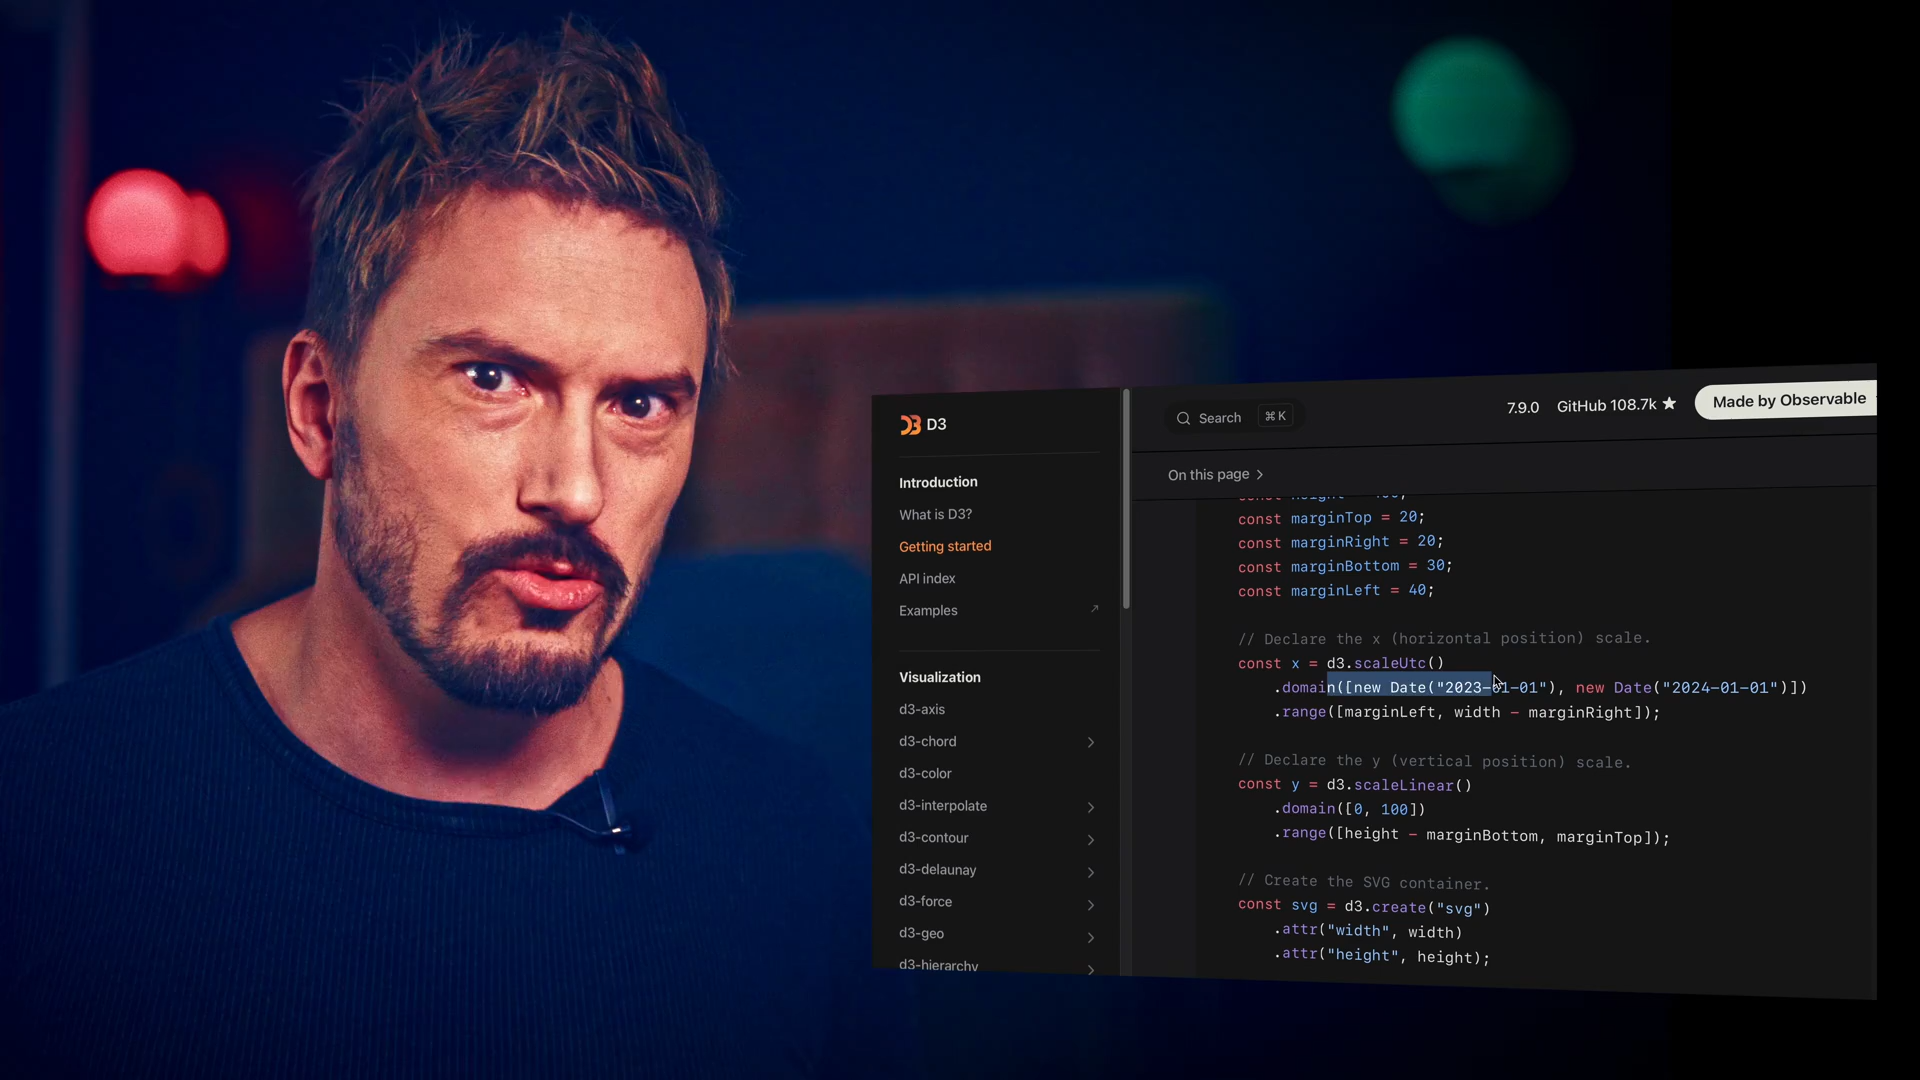 D3
Introduction
What is D3?
Getting started
API index
Examples
Visualization
d3-axis
d3-chord
d3-color
d3-interpolate
d3-contour
d3-delaunay
d3-force
d3-geo
d3-hierarchy
Search ⌘ K
7.9.0 GitHub 108.7k ★ Made by Observable
On this page >
const marginTop = 20;
const marginRight = 20;
const marginBottom = 30;
const marginLeft = 40;
// Declare the x (horizontal position) scale.
const x = d3.scaleUtc()
.domain([new Date("2023-01-01"), new Date("2024-01-01")])
.range([marginLeft, width - marginRight]);
// Declare the y (vertical position) scale.
const y = d3.scaleLinear()
.domain([0, 100])
.range([height - marginBottom, marginTop]);
// Create the SVG container.
const svg = d3.create("svg")
.attr("width", width)
.attr("height", height);